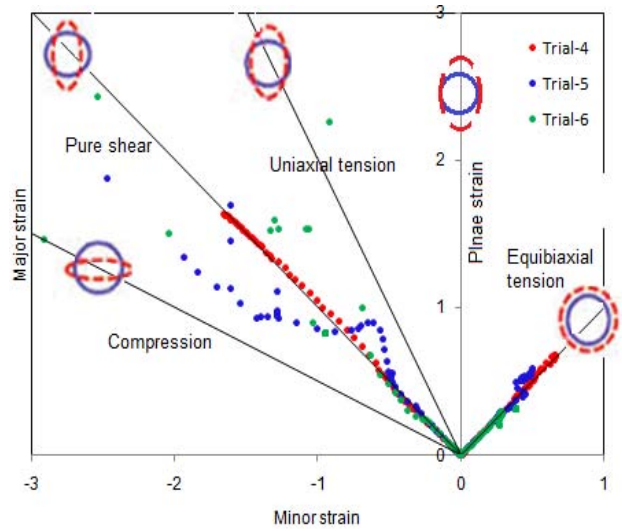 3
Trial-4
Trial-5
Trial-6
2
Pure shear
Uniaxial tension
Major strain
Plnae strain
Equibiaxial
tension
1
Compression
0
-3
-2
-1
0
1
Minor strain